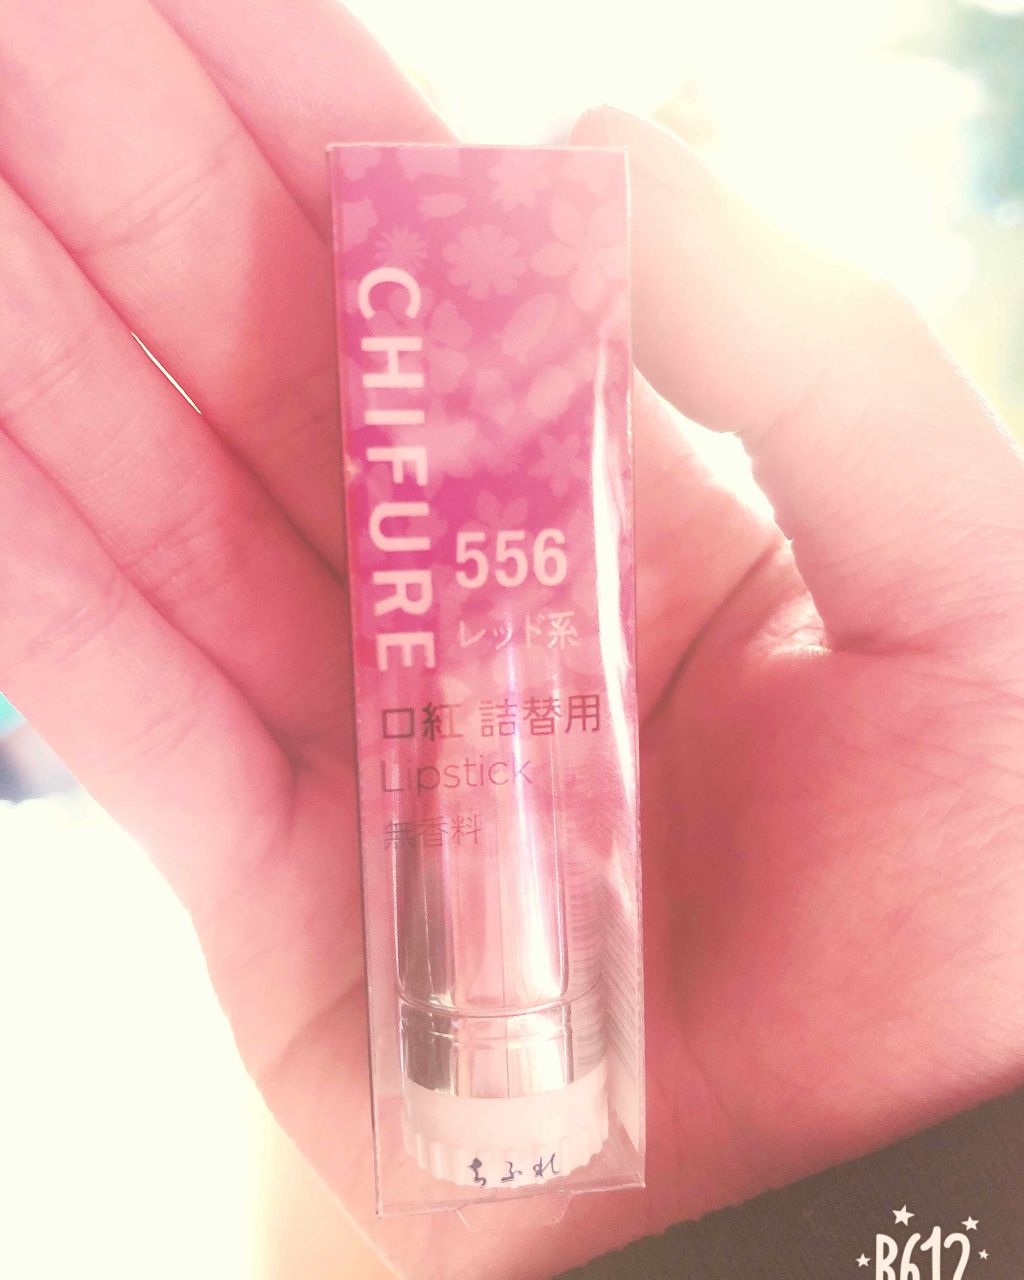 CHIFURE
556
レッド系
口紅 詰替用
Lipstick
無香料
ちふれ
B612